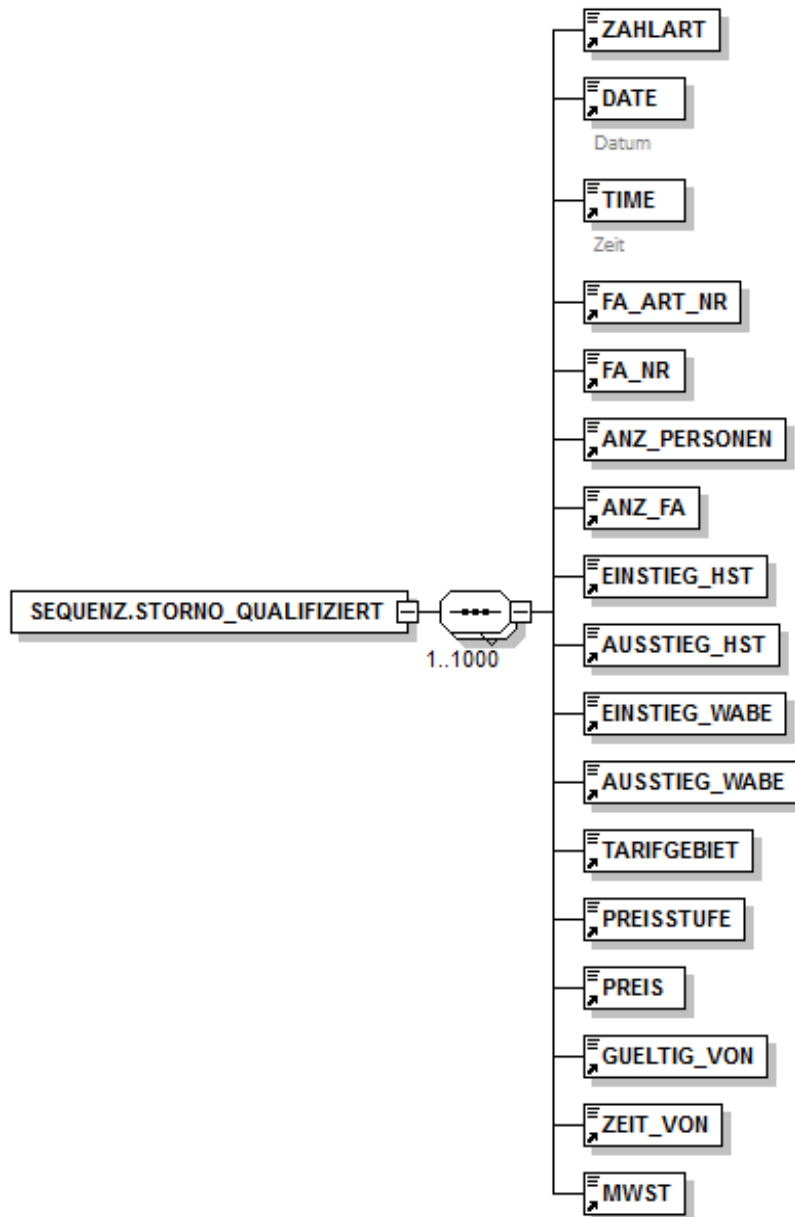 ZAHLART
DATE
Datum
TIME
Zeit
FA_ART_NR
FA_NR
ANZ_PERSONEN
ANZ_FA
EINSTIEG_HST
SEQUENZ.STORNO_QUALIFIZIERT
1..1000
AUSSTIEG_HST
EINSTIEG_WABE
AUSSTIEG_WABE
TARIFGEBIET
PREISSTUFE
PREIS
GUELTIG_VON
ZEIT_VON
MWST